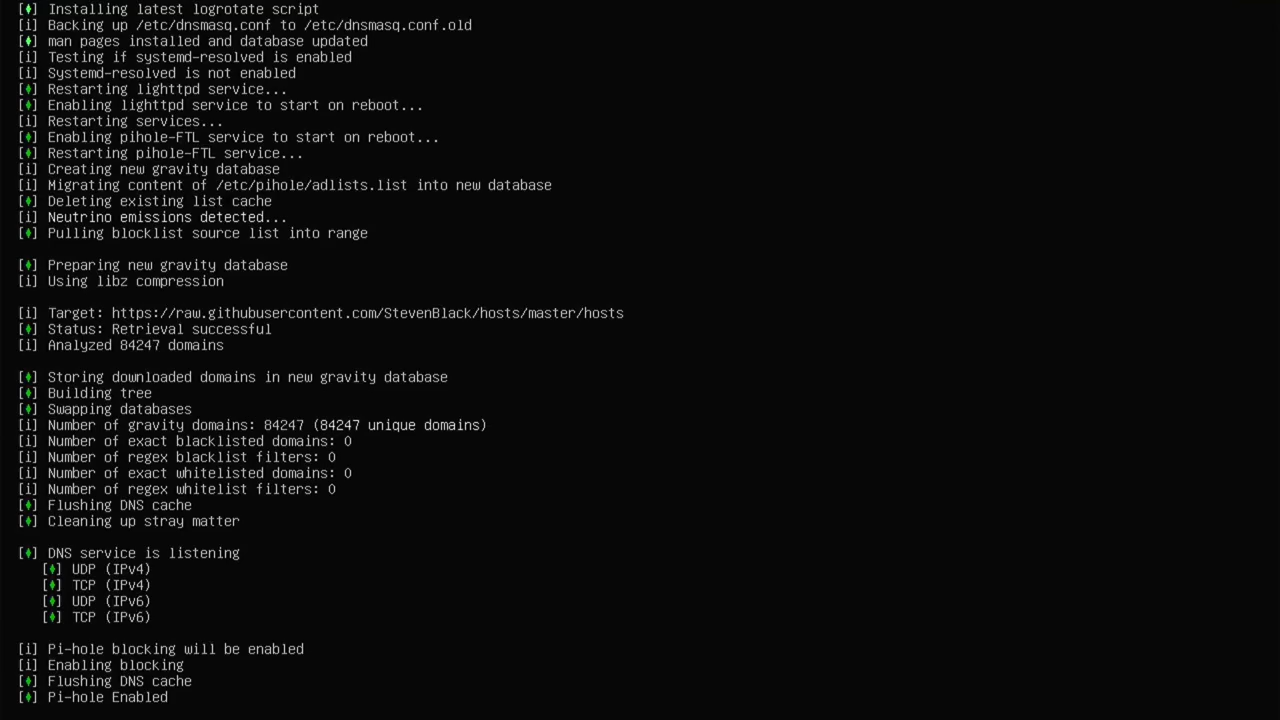 [♦] Installing latest logrotate script
[i] Backing up /etc/dnsmasq.conf to /etc/dnsmasq.conf.old
[♦] man pages installed and database updated
[i] Testing if systemd-resolved is enabled
[i] Systemd-resolved is not enabled
[♦] Restarting lighttpd service...
[♦] Enabling lighttpd service to start on reboot...
[i] Restarting services...
[♦] Enabling pihole-FTL service to start on reboot...
[♦] Restarting pihole-FTL service...
[i] Creating new gravity database
[i] Migrating content of /etc/pihole/adlists.list into new database
[♦] Deleting existing list cache
[i] Neutrino emissions detected...
[♦] Pulling blocklist source list into range
[♦] Preparing new gravity database
[i] Using libz compression
[i] Target: https://raw.githubusercontent.com/StevenBlack/hosts/master/hosts
[♦] Status: Retrieval successful
[i] Analyzed 84247 domains
[♦] Storing downloaded domains in new gravity database
[♦] Building tree
[♦] Swapping databases
[i] Number of gravity domains: 84247 (84247 unique domains)
[i] Number of exact blacklisted domains: 0
[i] Number of regex blacklist filters: 0
[i] Number of exact whitelisted domains: 0
[i] Number of regex whitelist filters: 0
[♦] Flushing DNS cache
[♦] Cleaning up stray matter
[♦] DNS service is listening
[♦] UDP (IPv4)
[♦] TCP (IPv4)
[♦] UDP (IPv6)
[♦] TCP (IPv6)
[i] Pi-hole blocking will be enabled
[i] Enabling blocking
[♦] Flushing DNS cache
[♦] Pi-hole Enabled